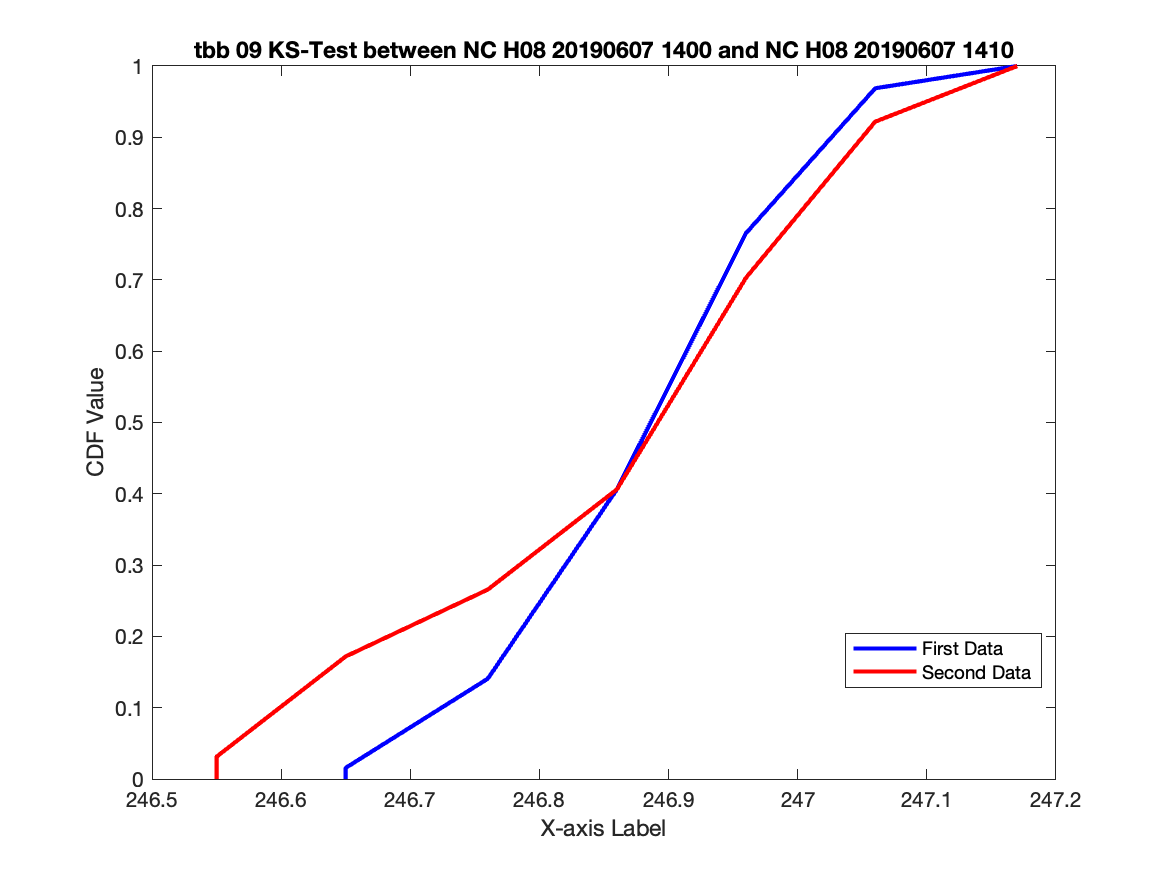 tbb 09 KS-Test between NC H08 20190607 1400 and NC H08 20190607 1410
1
0.9
0.8
0.7
0.6
0.5
0.4
0.3
0.2
0.1
0
CDF Value
First Data
Second Data
246.5 246.6 246.7 246.8 246.9 247 247.1 247.2
X-axis Label